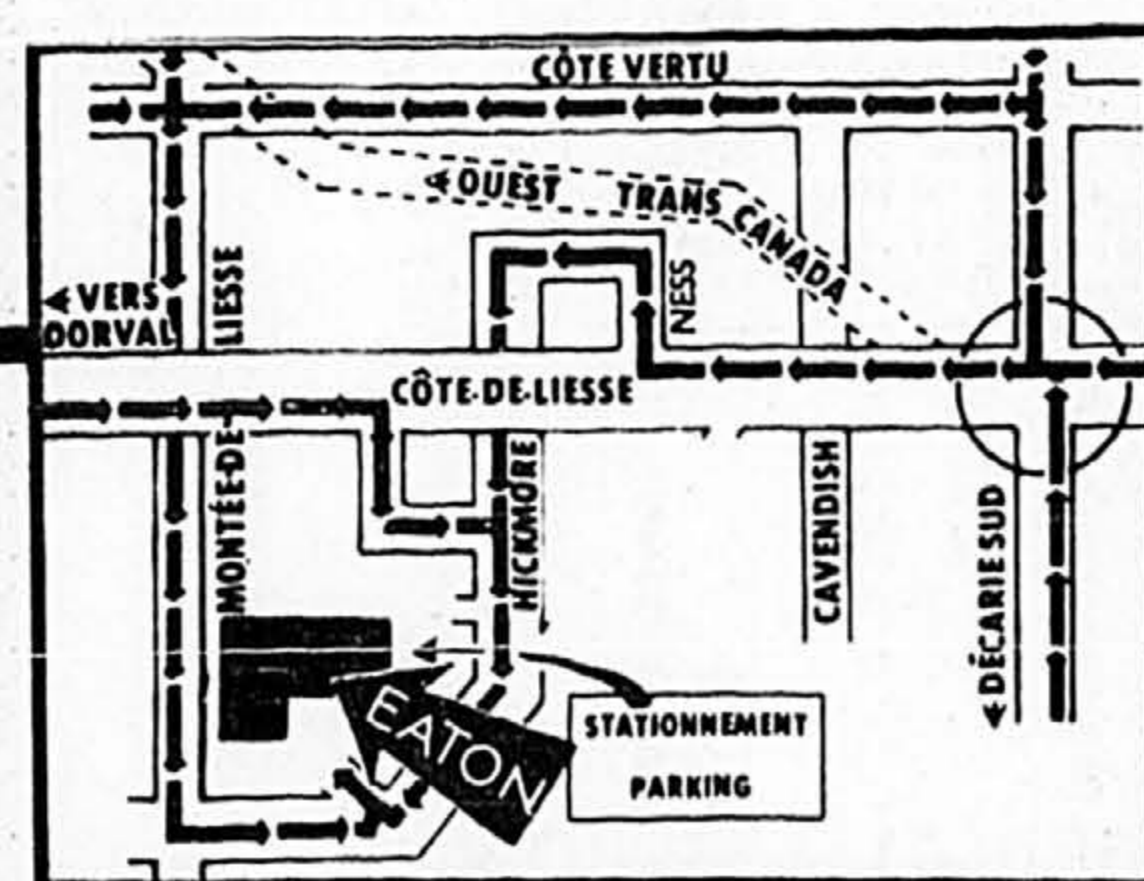 CÔTE VERTU
OUEST TRANS CANADA
VERS
DORVAL
LIESSE
NESS
CÔTE-DE-LIESSE
MONTÉE-DE-
HICKMORE
CAVENDISH
DÉCARIE SUD
EATON
STATIONNEMENT
PARKING